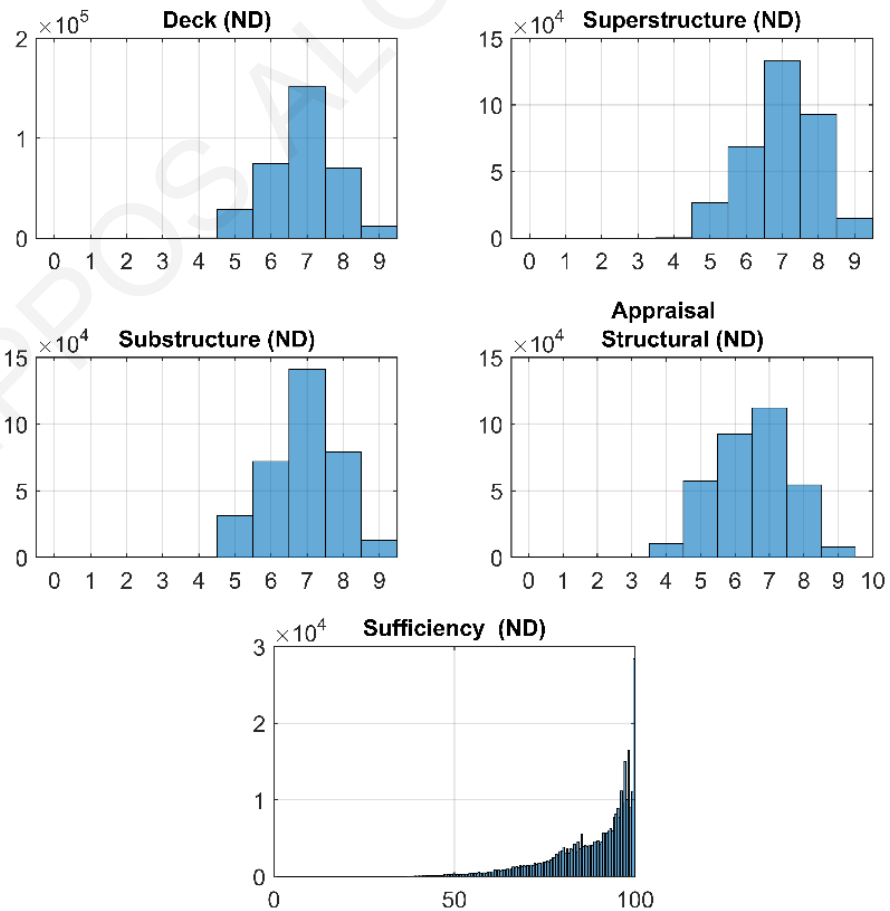 Deck (ND)
×10^5
2
1
0
0 1 2 3 4 5 6 7 8 9
Superstructure (ND)
×10^4
15
10
5
0
0 1 2 3 4 5 6 7 8 9
Substructure (ND)
×10^4
15
10
5
0
0 1 2 3 4 5 6 7 8 9
Appraisal
Structural (ND)
×10^4
15
10
5
0
0 1 2 3 4 5 6 7 8 9 10
Sufficiency (ND)
×10^4
3
2
1
0
0 50 100